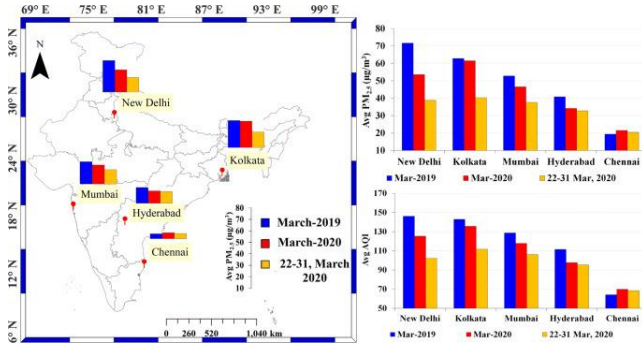 69° E 75° E 81° E 87° E 93° E 99° E
36° N
30° N
24° N
18° N
12° N
6° N
N
New Delhi
Kolkata
Mumbai
Hyderabad
Chennai
Avg PM2.5 (µg/m³)
80
70
60
50
40
30
20
10
March-2019
March-2020
22-31, March
2020
0 260 520 1,040 km
Avg PM2.5 (µg/m³)
80
70
60
50
40
30
20
10
New Delhi Kolkata Mumbai Hyderabad Chennai
Mar-2019 Mar-2020 22-31 Mar, 2020
Avg AQI
170
150
130
110
90
70
50
New Delhi Kolkata Mumbai Hyderabad Chennai
Mar-2019 Mar-2020 22-31 Mar, 2020